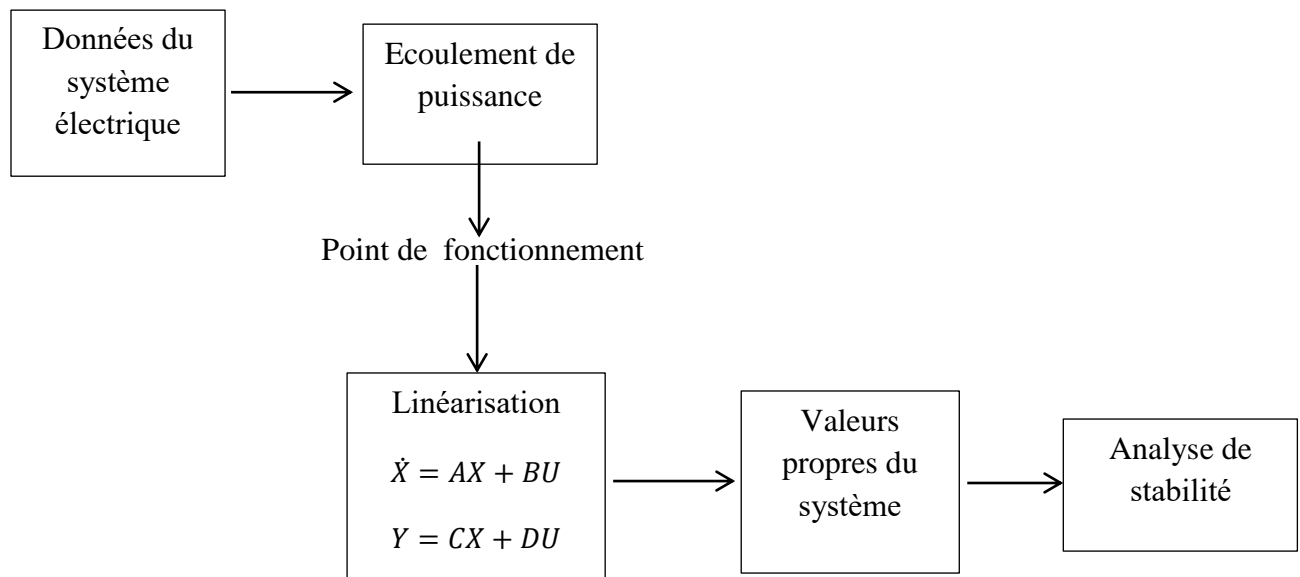 Données du
système
électrique
Ecoulement de
puissance
Point de fonctionnement
Linéarisation
Ẋ = AX + BU
Y = CX + DU
Valeurs
propres du
système
Analyse de
stabilité